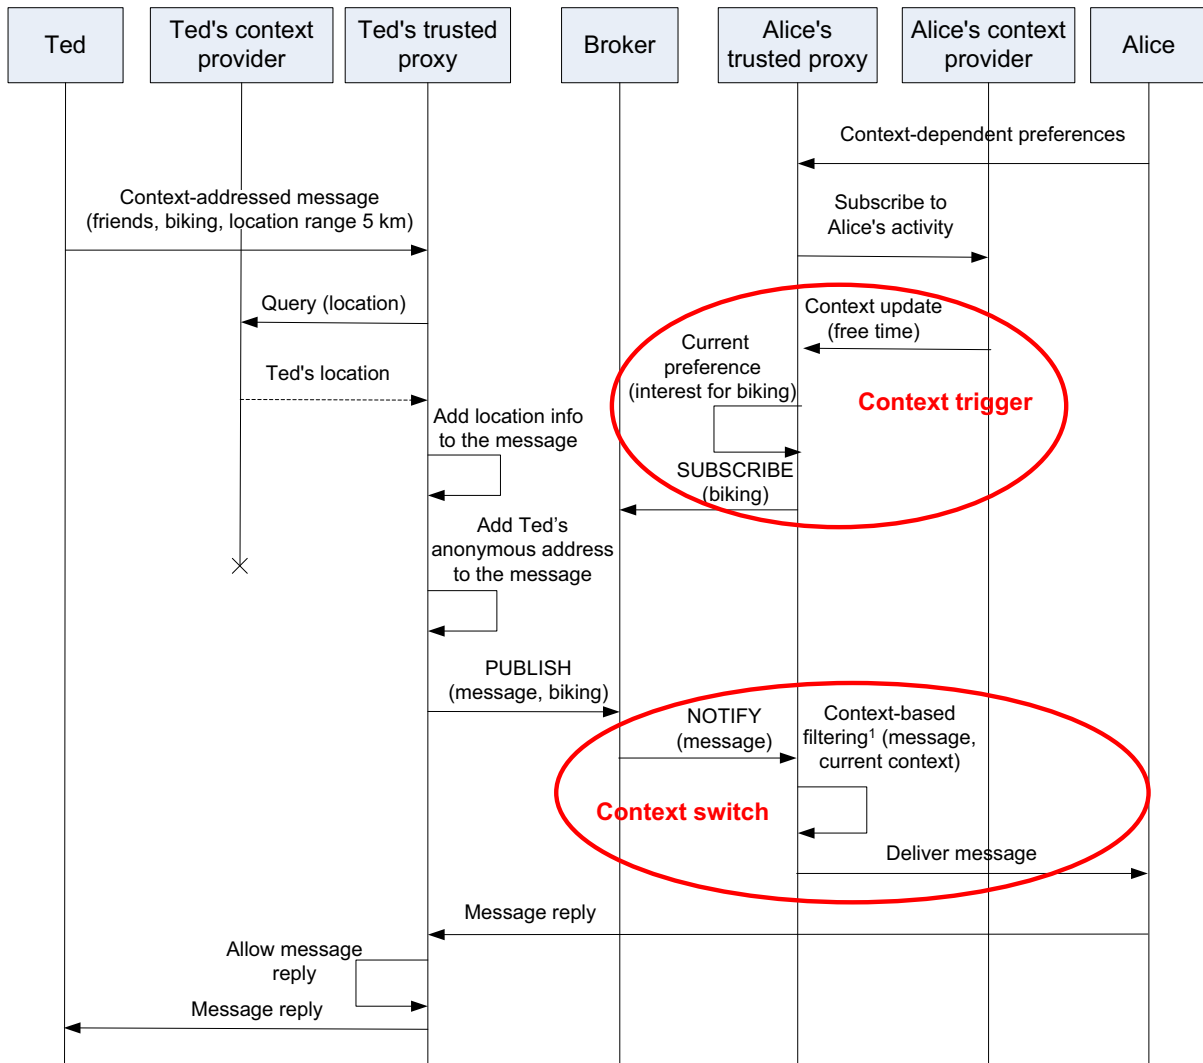 Ted
Ted's context
provider
Ted's trusted
proxy
Broker
Alice's
trusted proxy
Alice's context
provider
Alice
Context-dependent preferences
Context-addressed message
(friends, biking, location range 5 km)
Subscribe to
Alice's activity
Query (location)
Context update
(free time)
Current
preference
(interest for biking)
Context trigger
Ted's location
Add location info
to the message
SUBSCRIBE
(biking)
Add Ted’s
anonymous address
to the message
PUBLISH
(message, biking)
NOTIFY
(message)
Context-based
filtering¹ (message,
current context)
Context switch
Deliver message
Message reply
Allow message
reply
Message reply